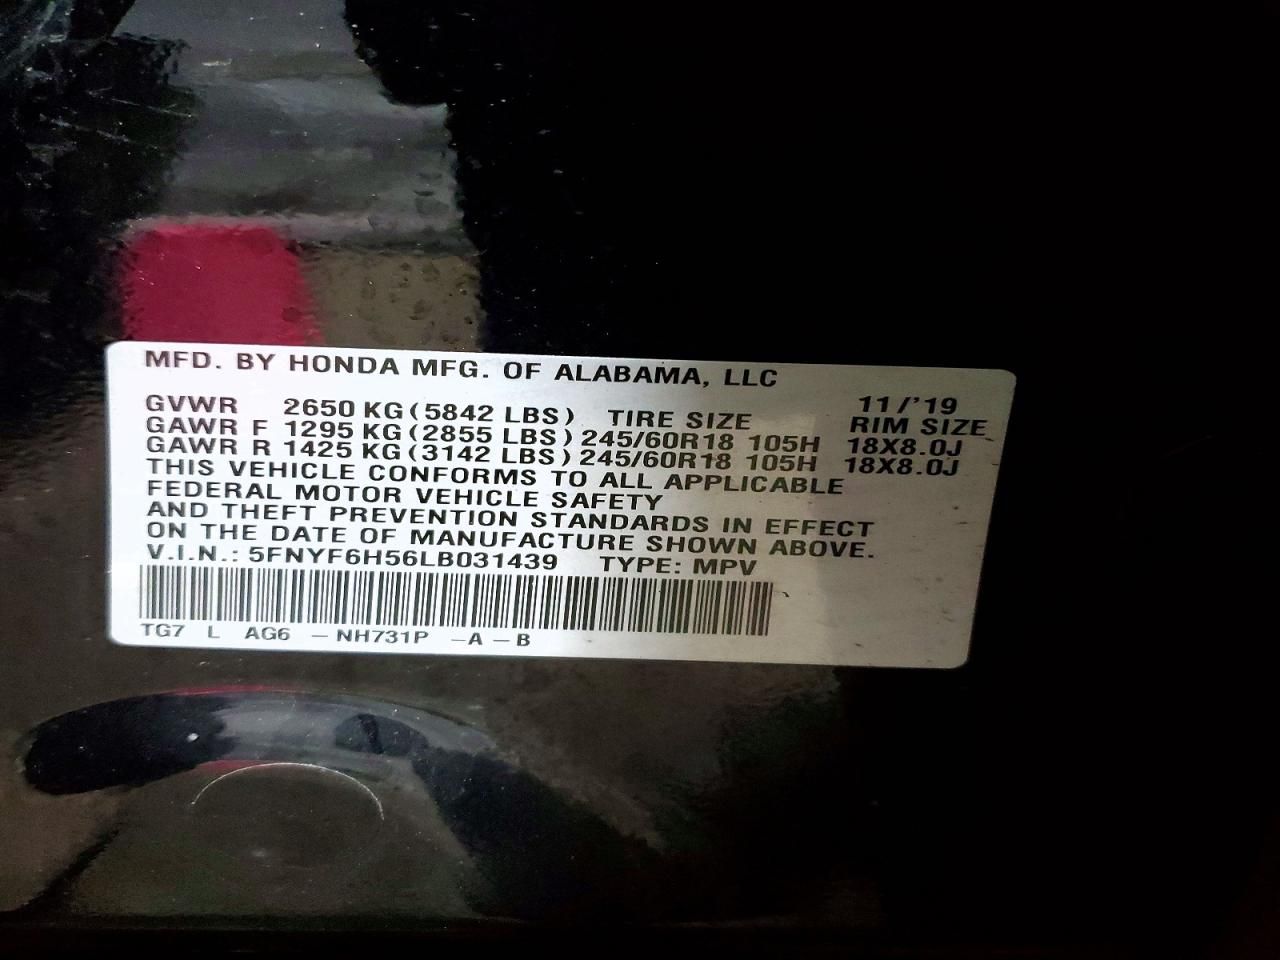 MFD. BY HONDA MFG. OF ALABAMA, LLC
11/'19
GVWR 2650 KG (5842 LBS) TIRE SIZE RIM SIZE
GAWR F 1295 KG (2855 LBS) 245/60R18 105H 18X8.0J
GAWR R 1425 KG (3142 LBS) 245/60R18 105H 18X8.0J
THIS VEHICLE CONFORMS TO ALL APPLICABLE
FEDERAL MOTOR VEHICLE SAFETY
AND THEFT PREVENTION STANDARDS IN EFFECT
ON THE DATE OF MANUFACTURE SHOWN ABOVE.
V.I.N.: 5FNYF6H56LB031439 TYPE: MPV
TG7 L AG6 – NH731P –A – B